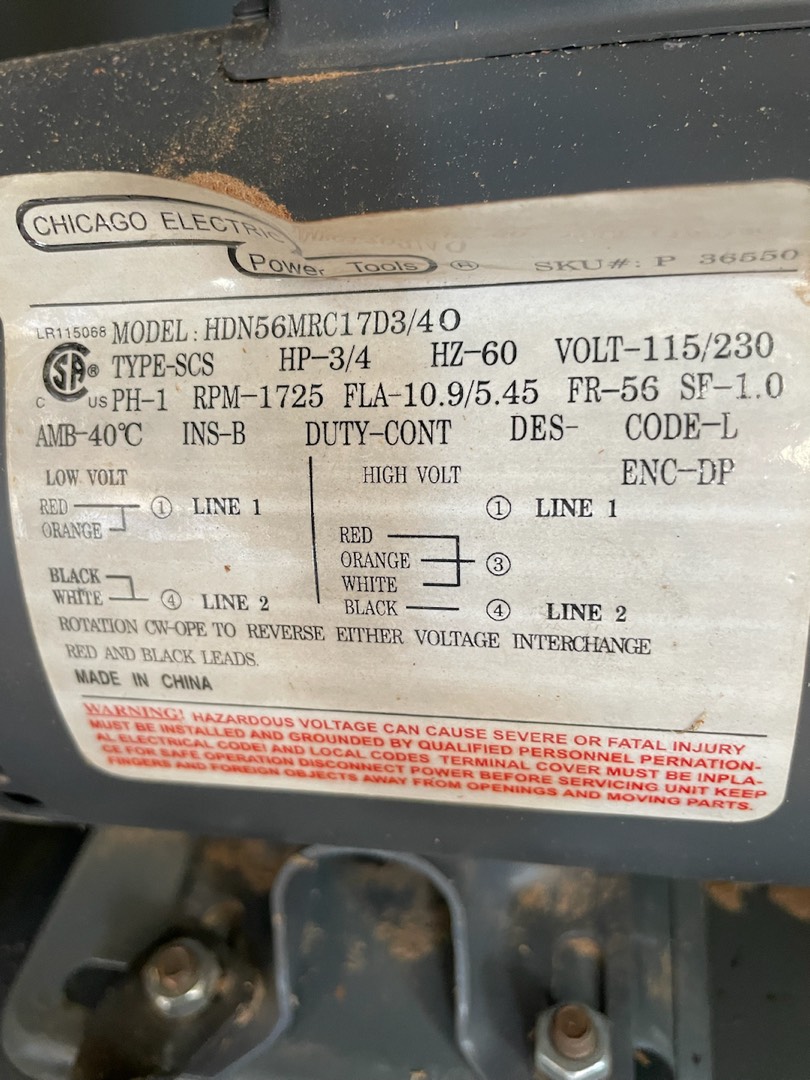 CHICAGO ELECTRIC
Power Tools ® SKU#: P 36550
LR115068 MODEL: HDN56MRC17D3/4O
SA® TYPE-SCS HP-3/4 HZ-60 VOLT-115/230
C US PH-1 RPM-1725 FLA-10.9/5.45 FR-56 SF-1.0
AMB-40℃ INS-B DUTY-CONT DES- CODE-L
LOW VOLT HIGH VOLT ENC-DP
RED ① LINE 1 ① LINE 1
ORANGE
RED
ORANGE ③
BLACK WHITE
WHITE ④ LINE 2 BLACK ④ LINE 2
ROTATION CW-OPE TO REVERSE EITHER VOLTAGE INTERCHANGE
RED AND BLACK LEADS.
MADE IN CHINA
WARNING! HAZARDOUS VOLTAGE CAN CAUSE SEVERE OR FATAL INJURY
MUST BE INSTALLED AND GROUNDED BY QUALIFIED PERSONNEL PERNATION-
AL ELECTRICAL CODE! AND LOCAL CODES TERMINAL COVER MUST BE INPLA-
CE FOR SAFE OPERATION DISCONNECT POWER BEFORE SERVICING UNIT KEEP
FINGERS AND FOREIGN OBJECTS AWAY FROM OPENINGS AND MOVING PARTS.